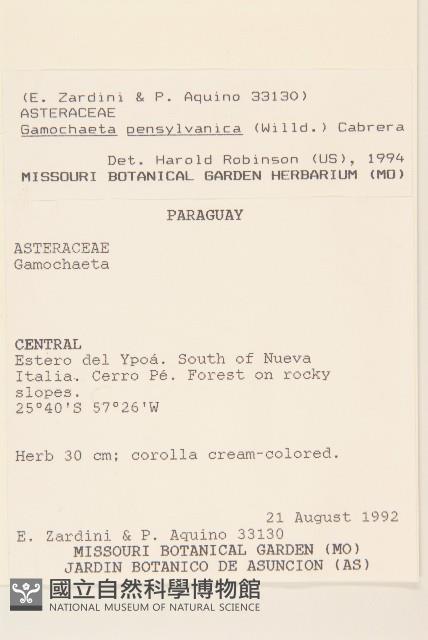 (E. Zardini & P. Aquino 33130)
ASTERACEAE
Gamochaeta pensylvanica (Willd.) Cabrera
Det. Harold Robinson (US), 1994
MISSOURI BOTANICAL GARDEN HERBARIUM (MO)
PARAGUAY
ASTERACEAE
Gamochaeta
CENTRAL
Estero del Ypoá. South of Nueva
Italia. Cerro Pé. Forest on rocky
slopes.
25°40'S 57°26'W
Herb 30 cm; corolla cream-colored.
21 August 1992
E. Zardini & P. Aquino 33130
MISSOURI BOTANICAL GARDEN (MO)
JARDIN BOTANICO DE ASUNCION (AS)
國立自然科學博物館
NATIONAL MUSEUM OF NATURAL SCIENCE